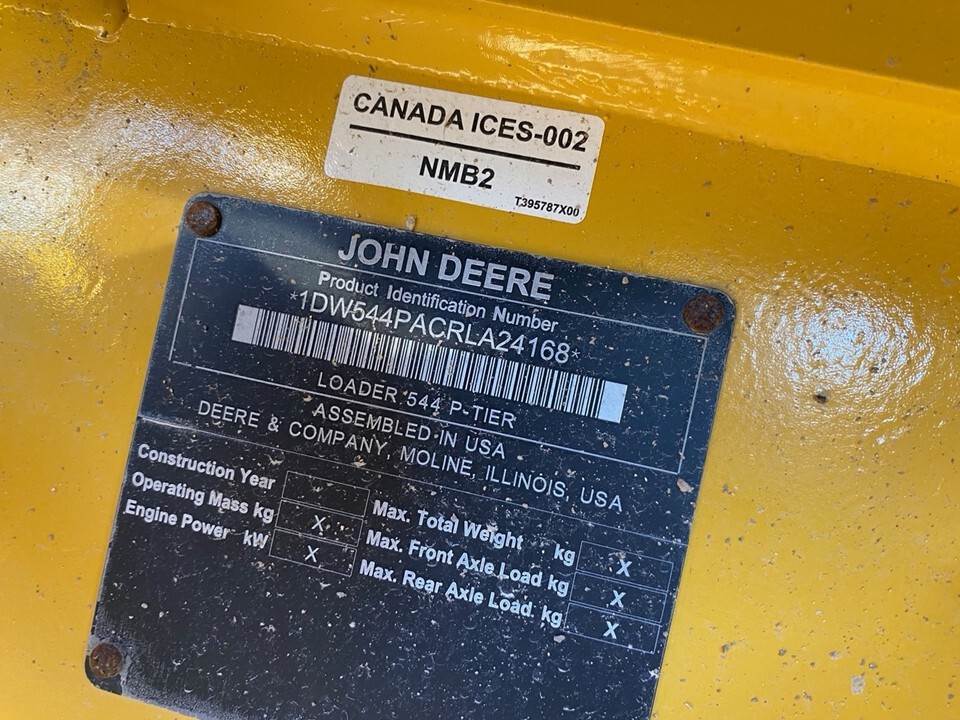 CANADA ICES-002
NMB2
T395787X00
JOHN DEERE
Product Identification Number
*1DW544PACRLA24168*
LOADER 544 P-TIER
ASSEMBLED IN USA
DEERE & COMPANY, MOLINE, ILLINOIS, USA
Construction Year
Operating Mass kg X
Engine Power kW X
Max. Total Weight kg X
Max. Front Axle Load kg X
Max. Rear Axle Load kg X